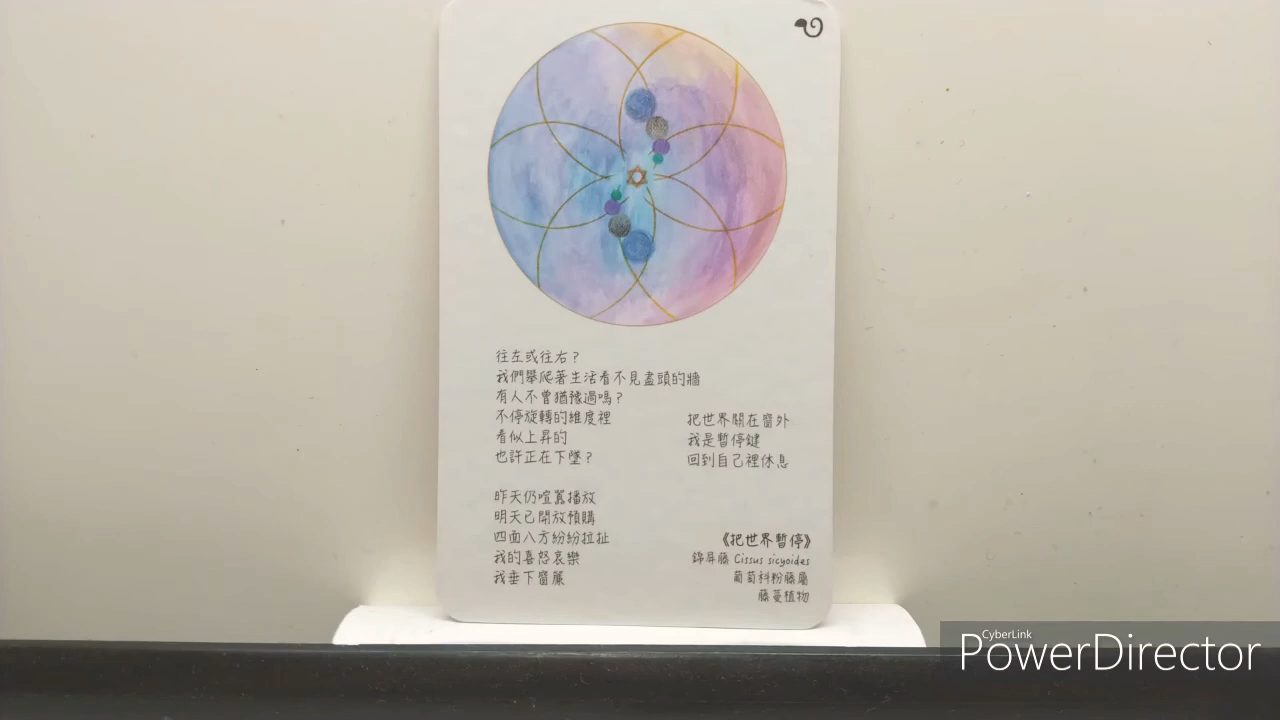 往左或往右？
我們攀爬著生活看不見盡頭的牆
有人不曾猶豫過嗎？
不停旋轉的維度裡
看似上昇的
也許正在下墜？
昨天仍喧囂播放
明天已開放預購
四面八方紛紛拉扯
我的喜怒哀樂
我垂下窗簾
把世界關在窗外
我是暫停鍵
回到自己裡休息
《把世界暫停》
錦屏藤 Cissus sicyoides
葡萄科粉藤屬
藤蔓植物
CyberLink
PowerDirector